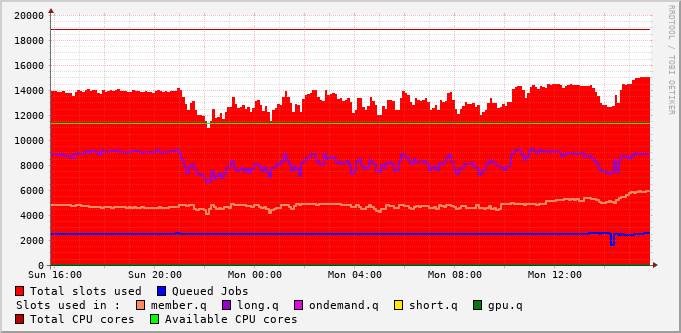 20000
18000
16000
14000
12000
10000
8000
6000
4000
2000
0
Sun 16:00 Sun 20:00 Mon 00:00 Mon 04:00 Mon 08:00 Mon 12:00
Total slots used Queued Jobs
Slots used in : member.q long.q ondemand.q short.q gpu.q
Total CPU cores Available CPU cores
RRDTOOL / TOBI OETIKER